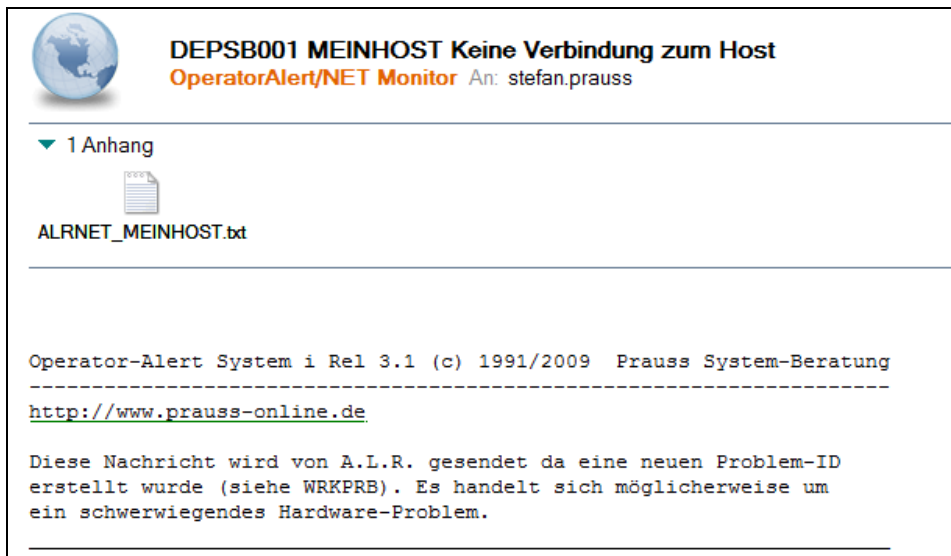 DEPSB001 MEINHOST Keine Verbindung zum Host
OperatorAlert/NET Monitor An: stefan.prauss
1 Anhang
ALRNET_MEINHOST.txt
Operator-Alert System i Rel 3.1 (c) 1991/2009 Prauss System-Beratung
---------------------------------------------------------------------
http://www.prauss-online.de
Diese Nachricht wird von A.L.R. gesendet da eine neuen Problem-ID
erstellt wurde (siehe WRKPRB). Es handelt sich möglicherweise um
ein schwerwiegendes Hardware-Problem.